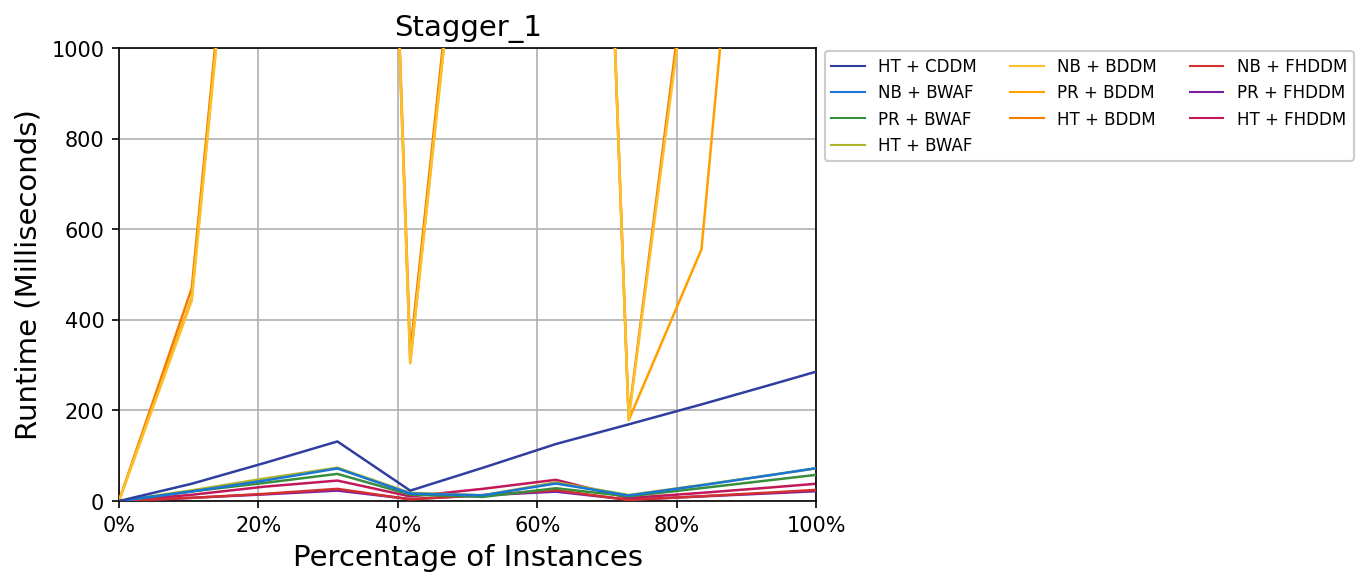 Stagger_1
1000
800
600
400
200
0
Runtime (Milliseconds)
0%
20%
40%
60%
80%
100%
Percentage of Instances
HT + CDDM
NB + BWAF
PR + BWAF
HT + BWAF
NB + BDDM
PR + BDDM
HT + BDDM
NB + FHDDM
PR + FHDDM
HT + FHDDM